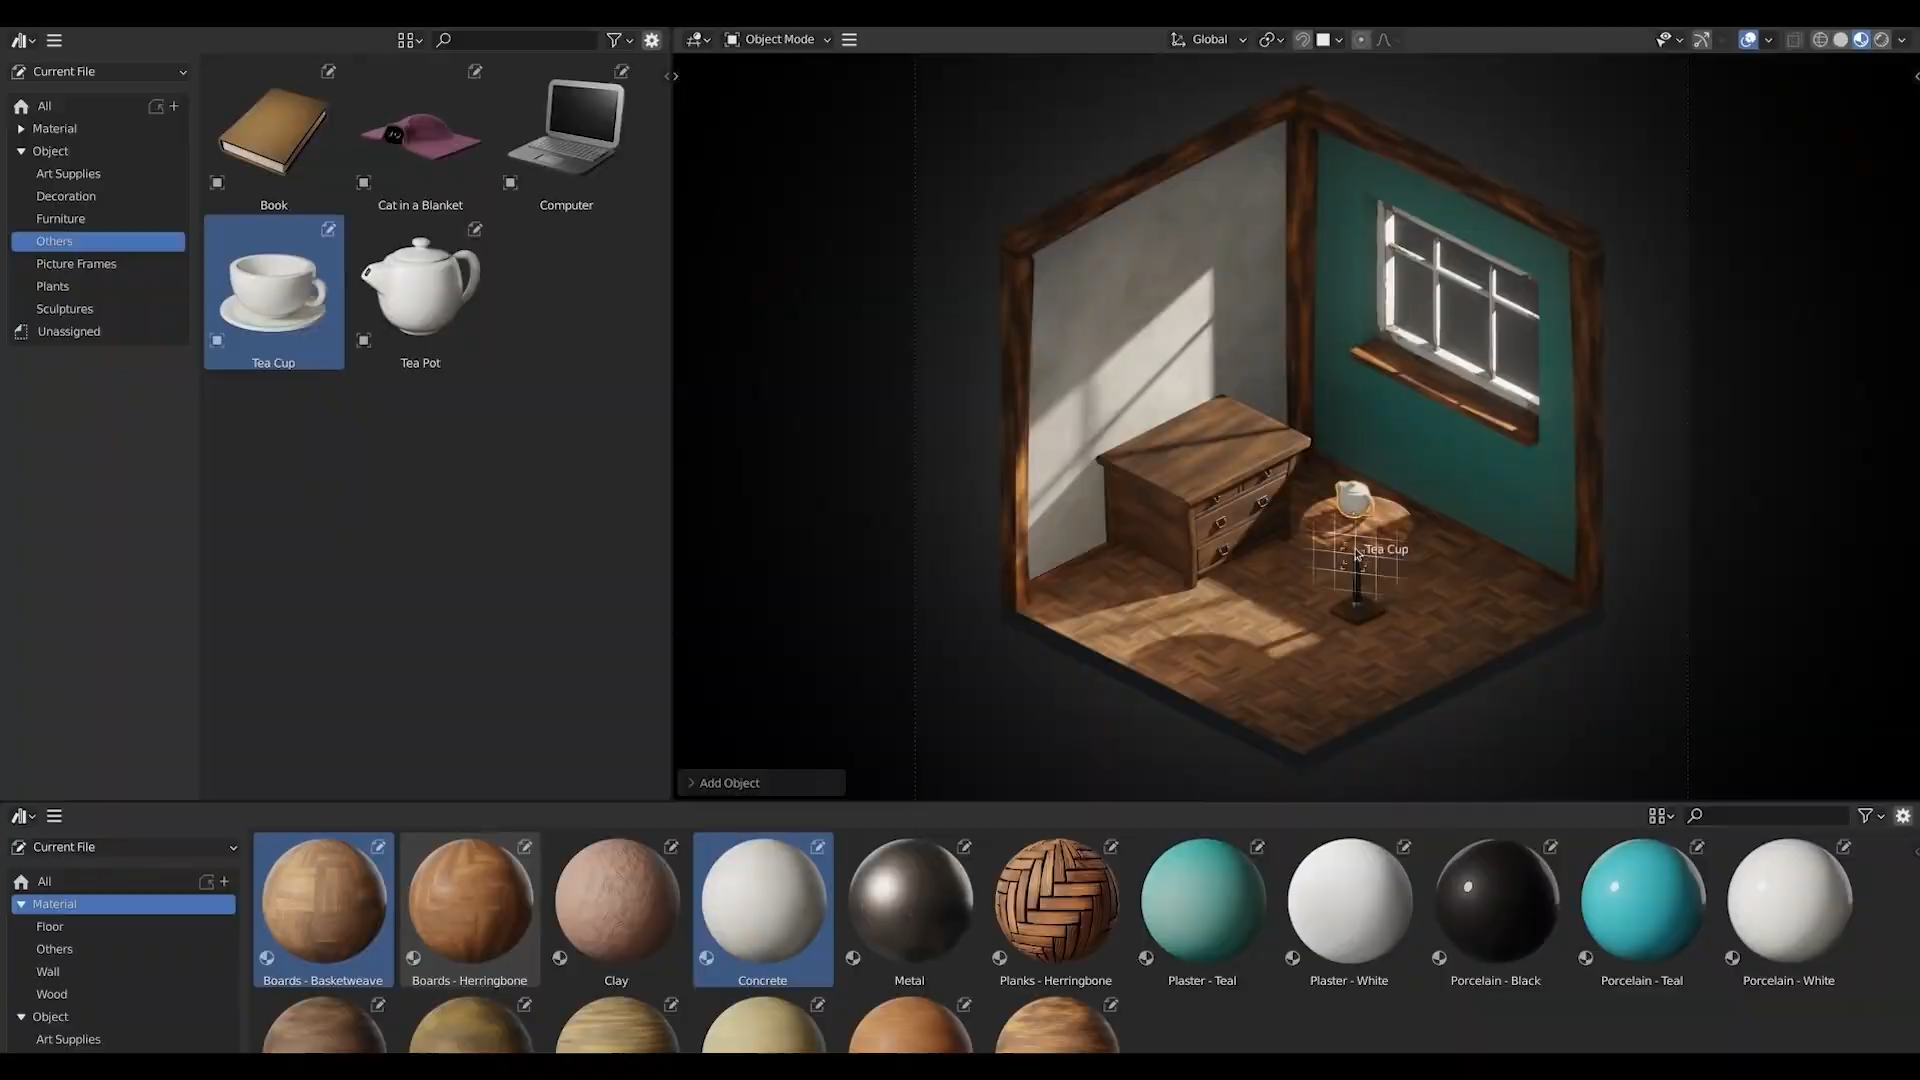 Object Mode
Global
Current File
All
Material
Object
Art Supplies
Decoration
Furniture
Others
Picture Frames
Plants
Sculptures
Unassigned
Book
Cat in a Blanket
Computer
Tea Cup
Tea Pot
Tea Cup
Add Object
Current File
All
Material
Floor
Others
Wall
Wood
Object
Art Supplies
Boards - Basketweave
Boards - Herringbone
Clay
Concrete
Metal
Planks - Herringbone
Plaster - Teal
Plaster - White
Porcelain - Black
Porcelain - Teal
Porcelain - White